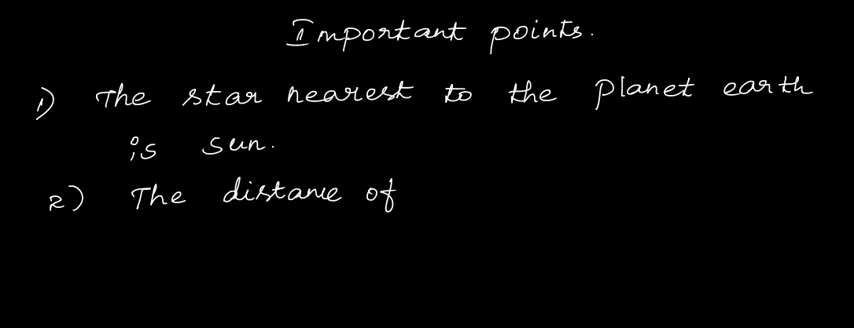 Important points.
1) The star nearest to the planet earth
is sun.
2) The distance of